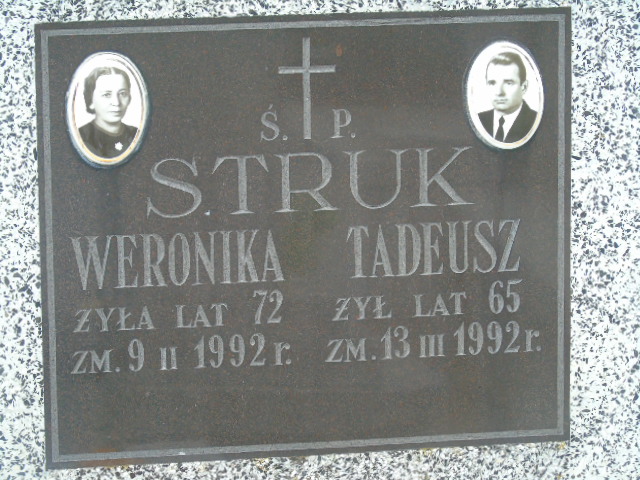 Ś. P.
STRUK
WERONIKA TADEUSZ
ŻYŁA LAT 72 ŻYŁ LAT 65
ZM. 9 II 1992 r. ZM. 13 III 1992 r.